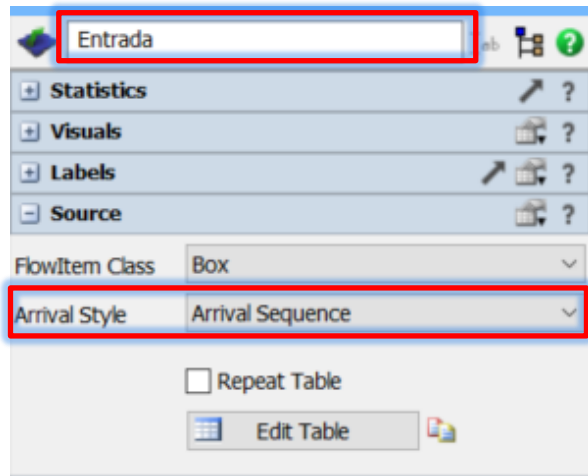 Entrada
Statistics ?
Visuals ?
Labels ?
Source ?
FlowItem Class Box
Arrival Style Arrival Sequence
Repeat Table
Edit Table